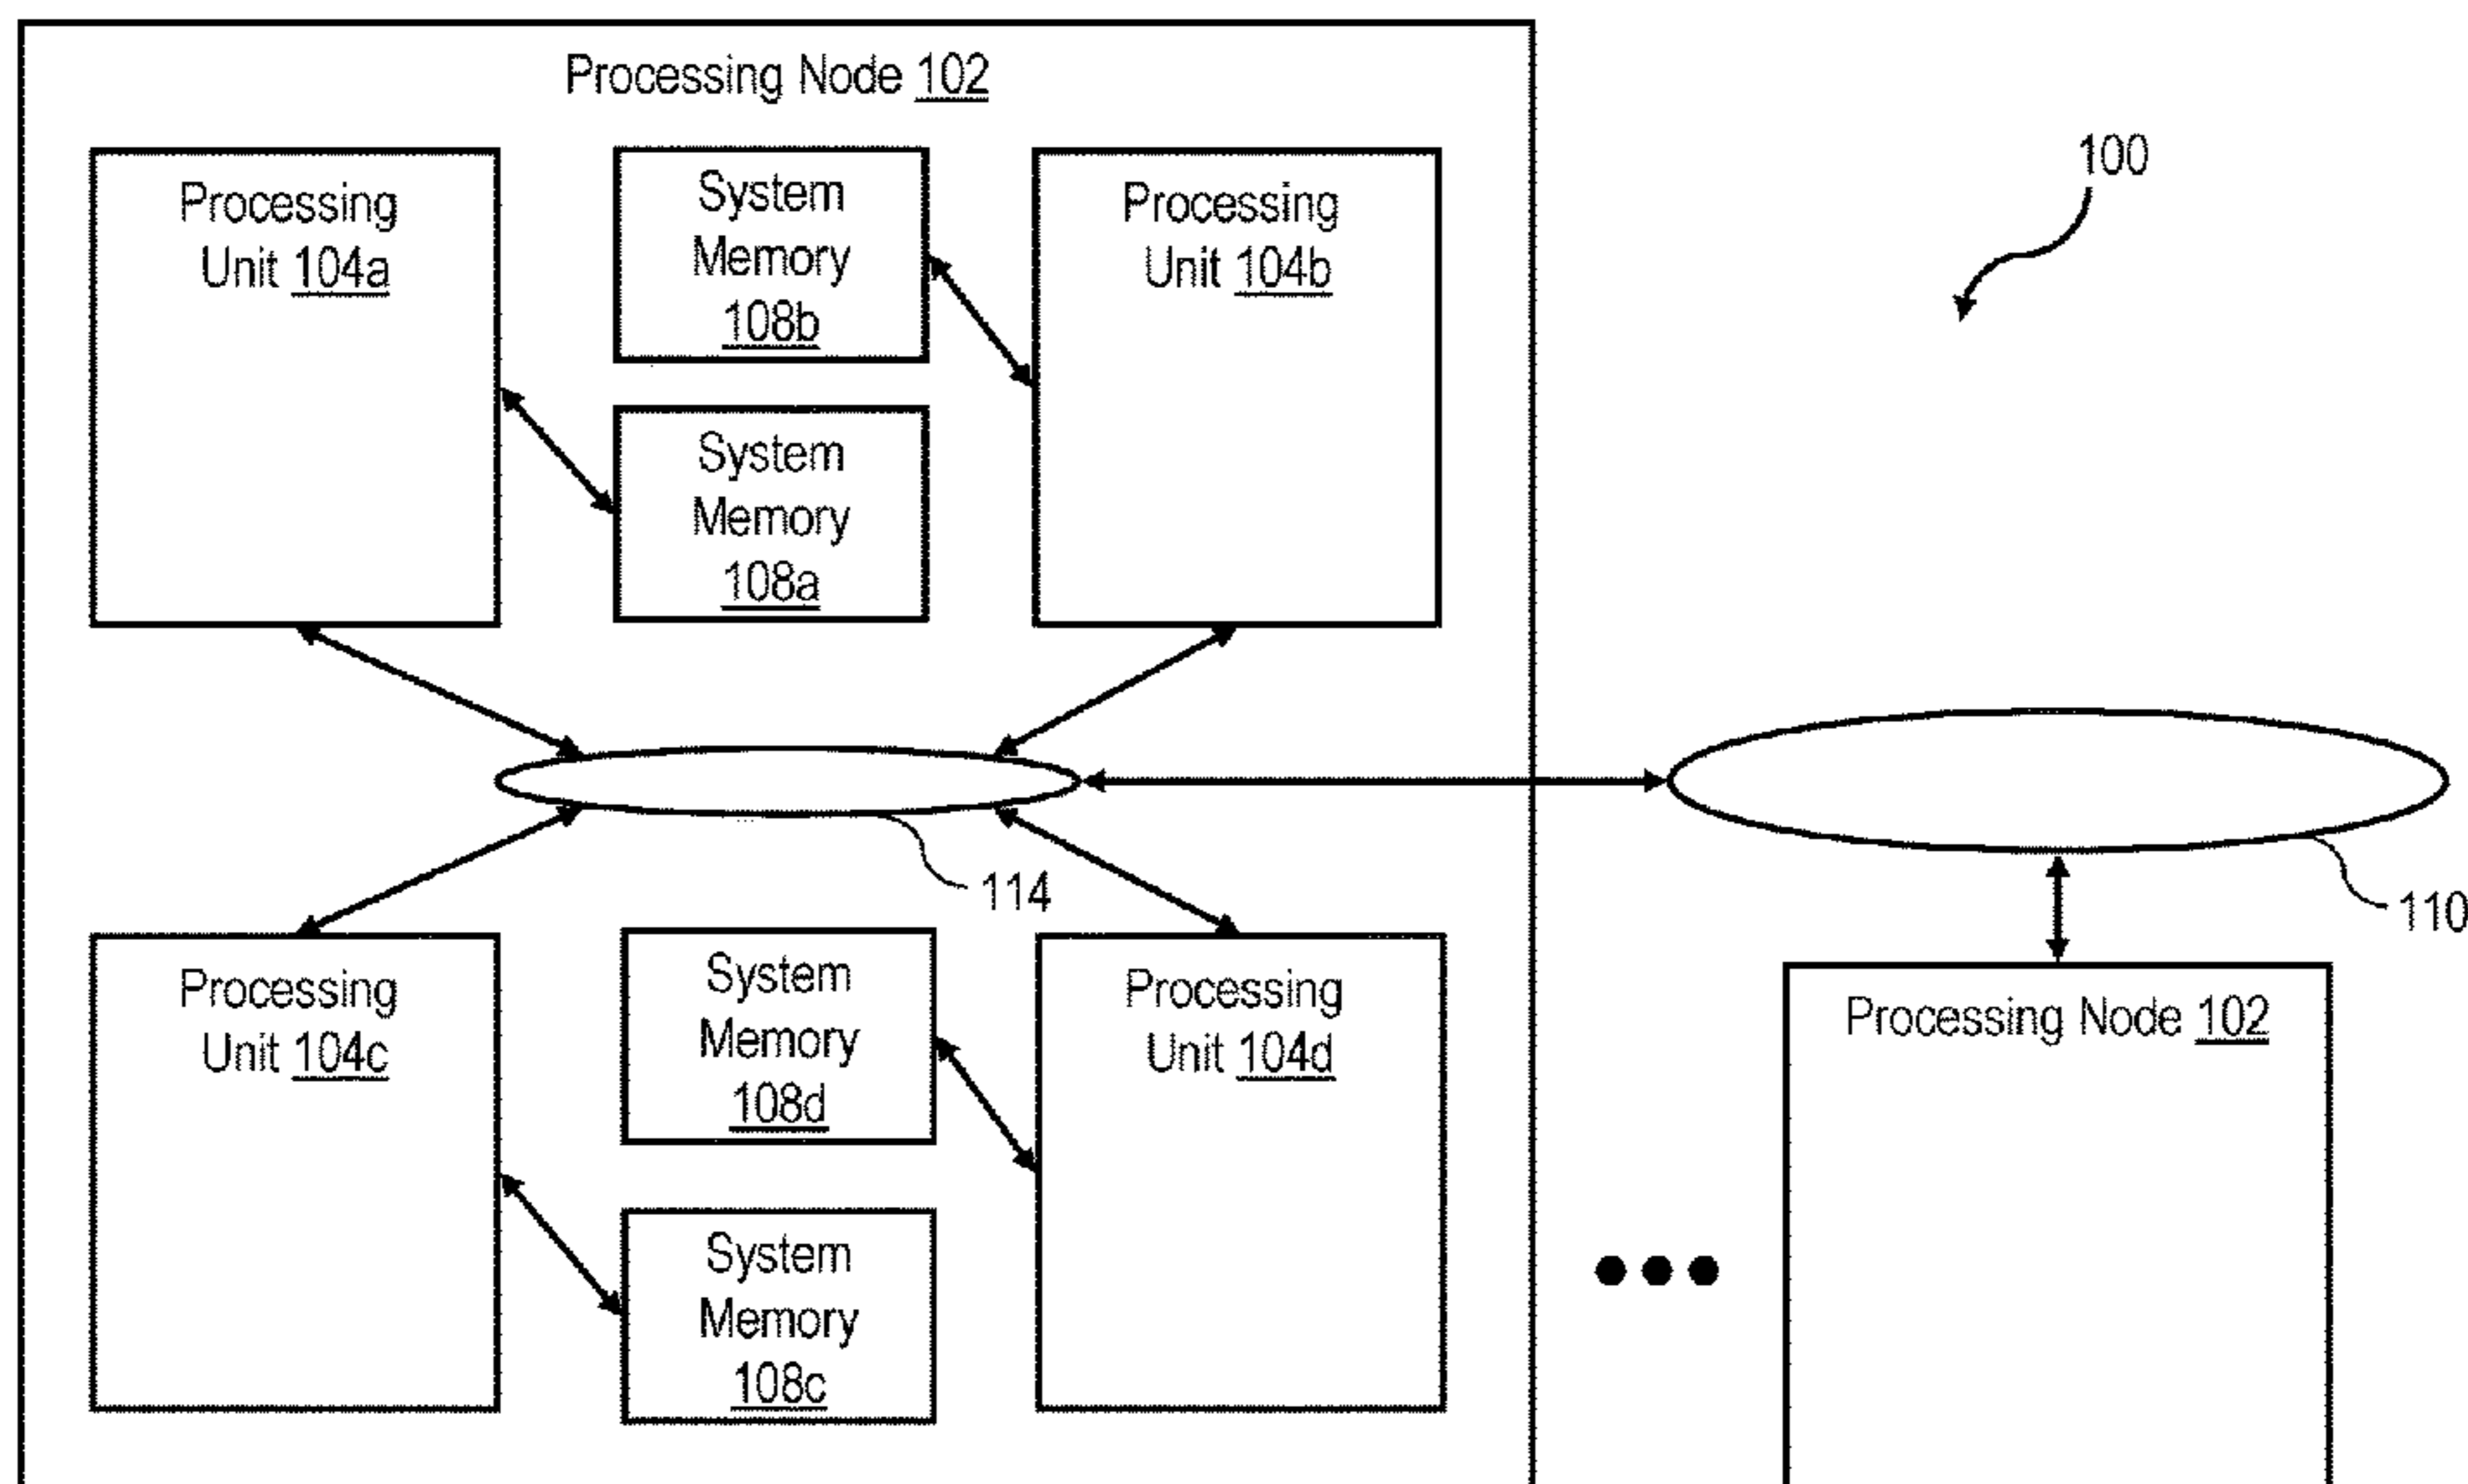 Processing Node 102
Processing
Unit 104a
System
Memory
108b
Processing
Unit 104b
100
System
Memory
108a
114
110
Processing
Unit 104c
System
Memory
108d
Processing
Unit 104d
Processing Node 102
System
Memory
108c